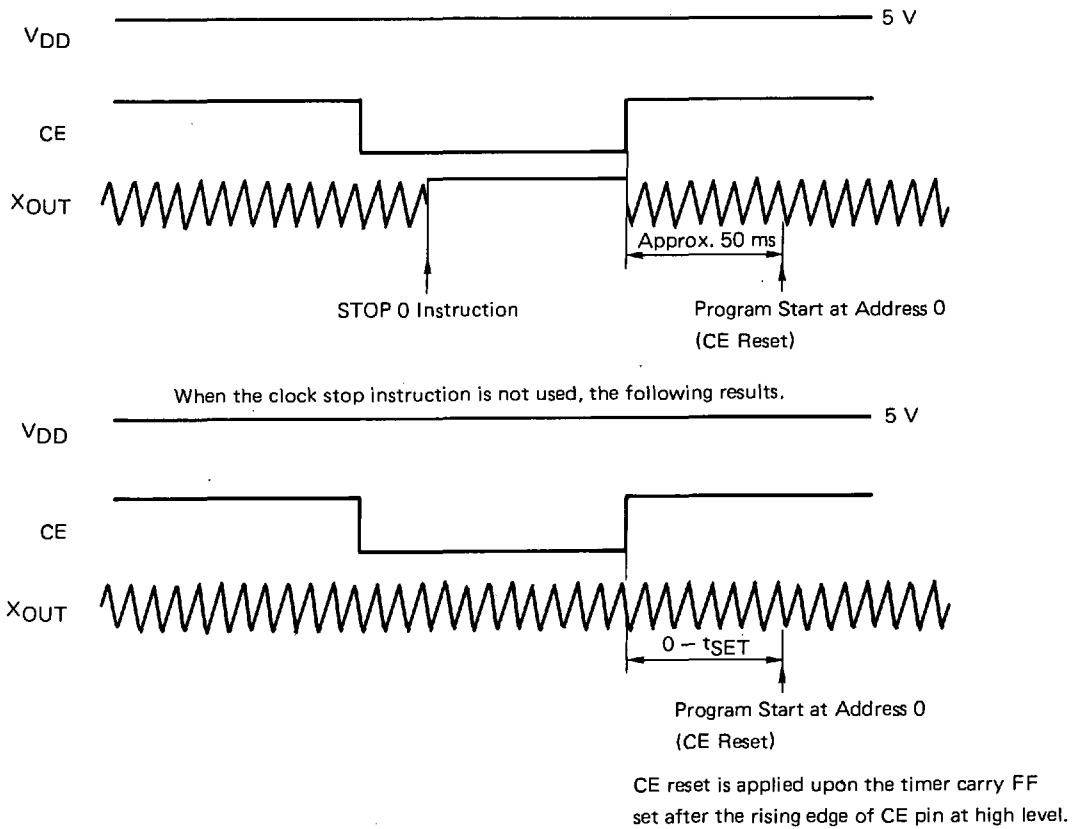 VDD
5 V
CE
XOUT
Approx. 50 ms
STOP 0 Instruction
Program Start at Address 0
(CE Reset)
When the clock stop instruction is not used, the following results.
VDD
5 V
CE
XOUT
0 – tSET
Program Start at Address 0
(CE Reset)
CE reset is applied upon the timer carry FF
set after the rising edge of CE pin at high level.